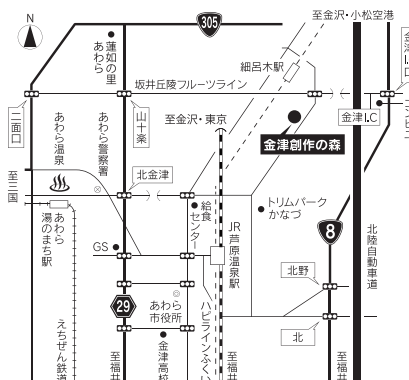 N
305
至金沢・小松空港
蓮如の里
あわら
細呂木駅
坂井丘陵フルーツライン
二面口
山十楽
至金沢・東京
金津I.C
金津創作の森
あわら温泉
あわら警察署
至三国
北金津
あわら
湯のまち駅
給食
センター
トリムパーク
かなづ
JR
芦原温泉駅
8
北陸自動車道
GS
北野
29
あわら
市役所
ハピラインふくい
北
えちぜん鉄道
至福井
金津高校
至福井
至福井